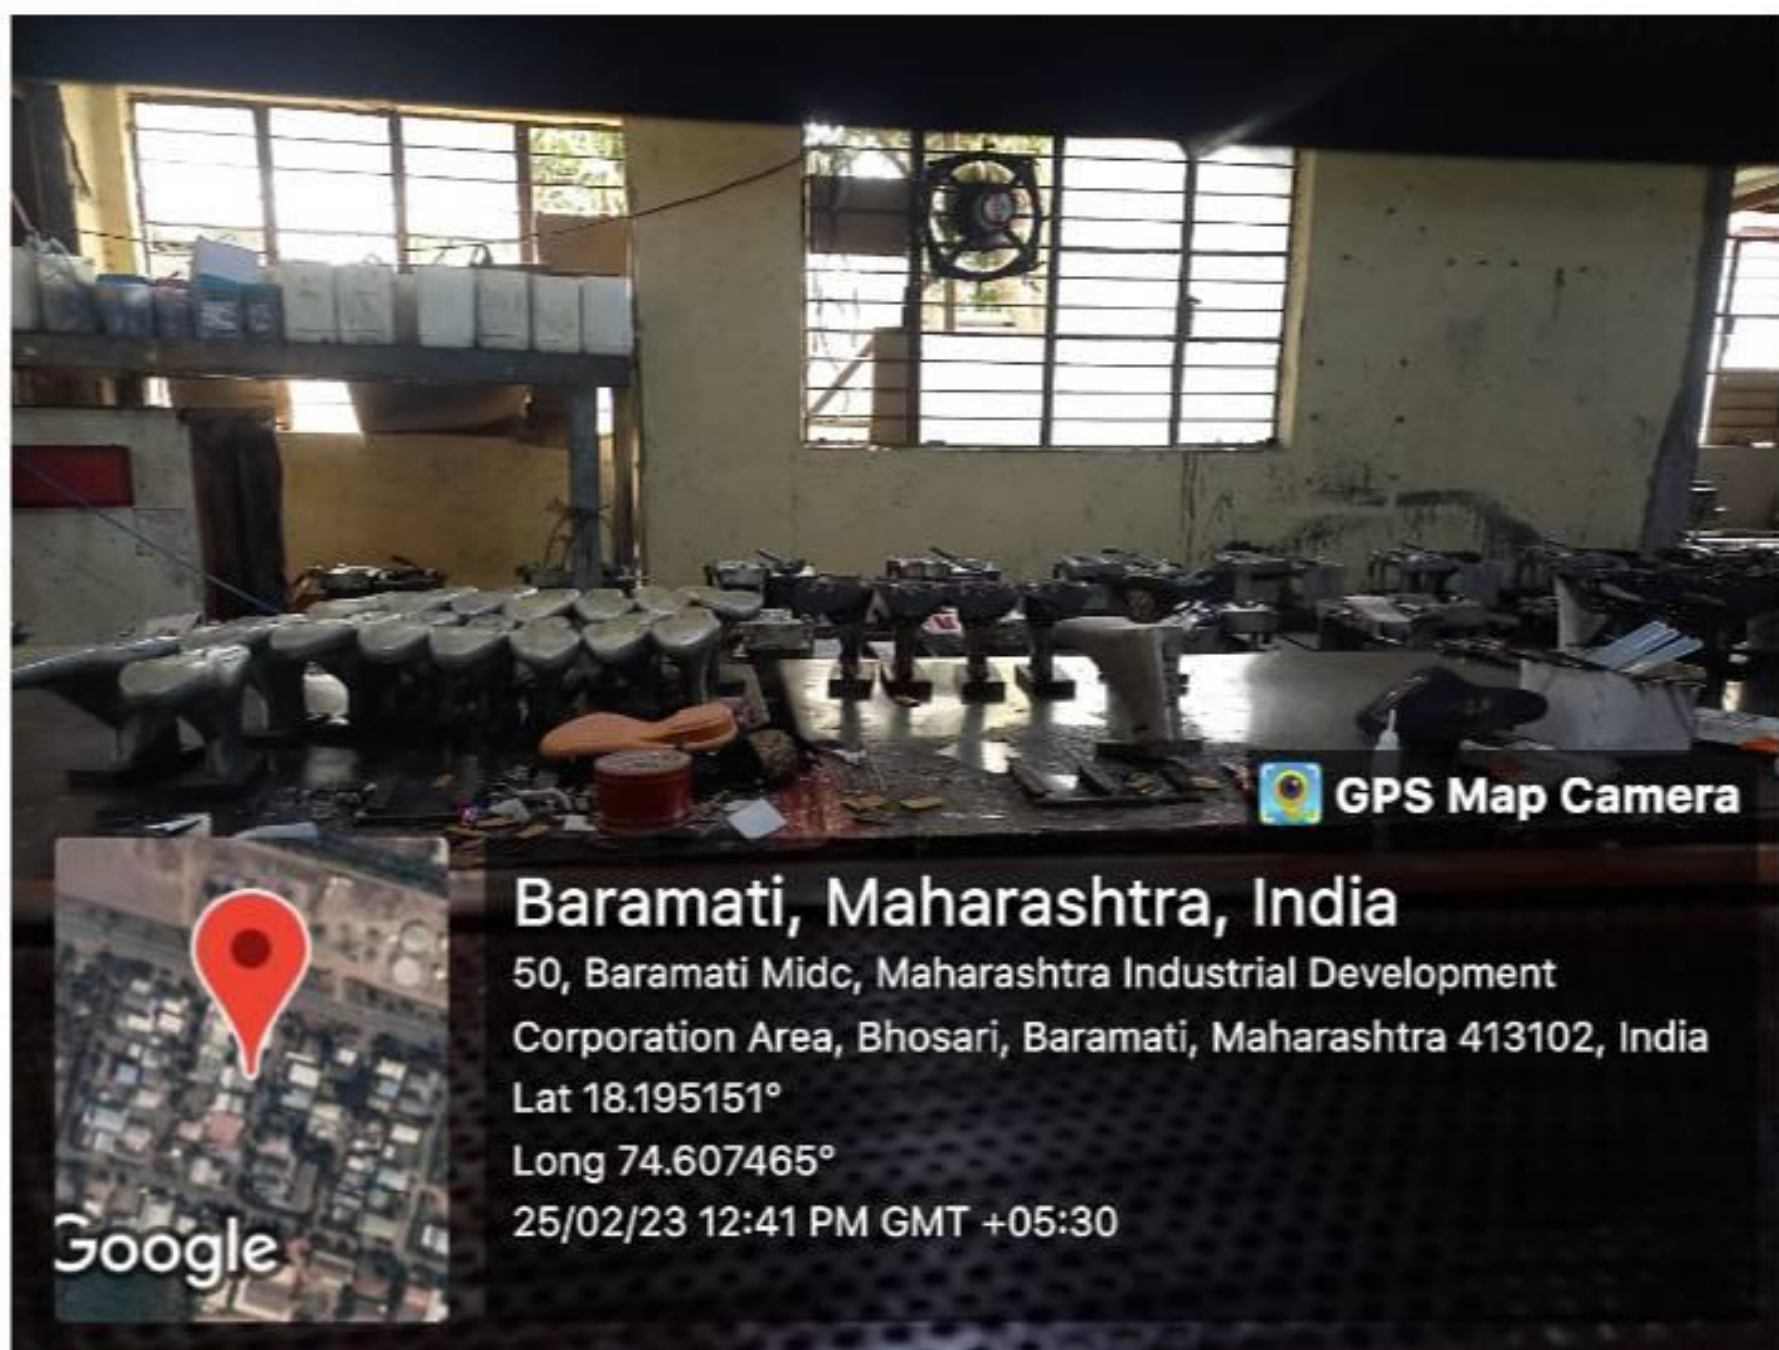 GPS Map Camera
Baramati, Maharashtra, India
50, Baramati Midc, Maharashtra Industrial Development
Corporation Area, Bhosari, Baramati, Maharashtra 413102, India
Lat 18.195151°
Long 74.607465°
25/02/23 12:41 PM GMT +05:30
Google